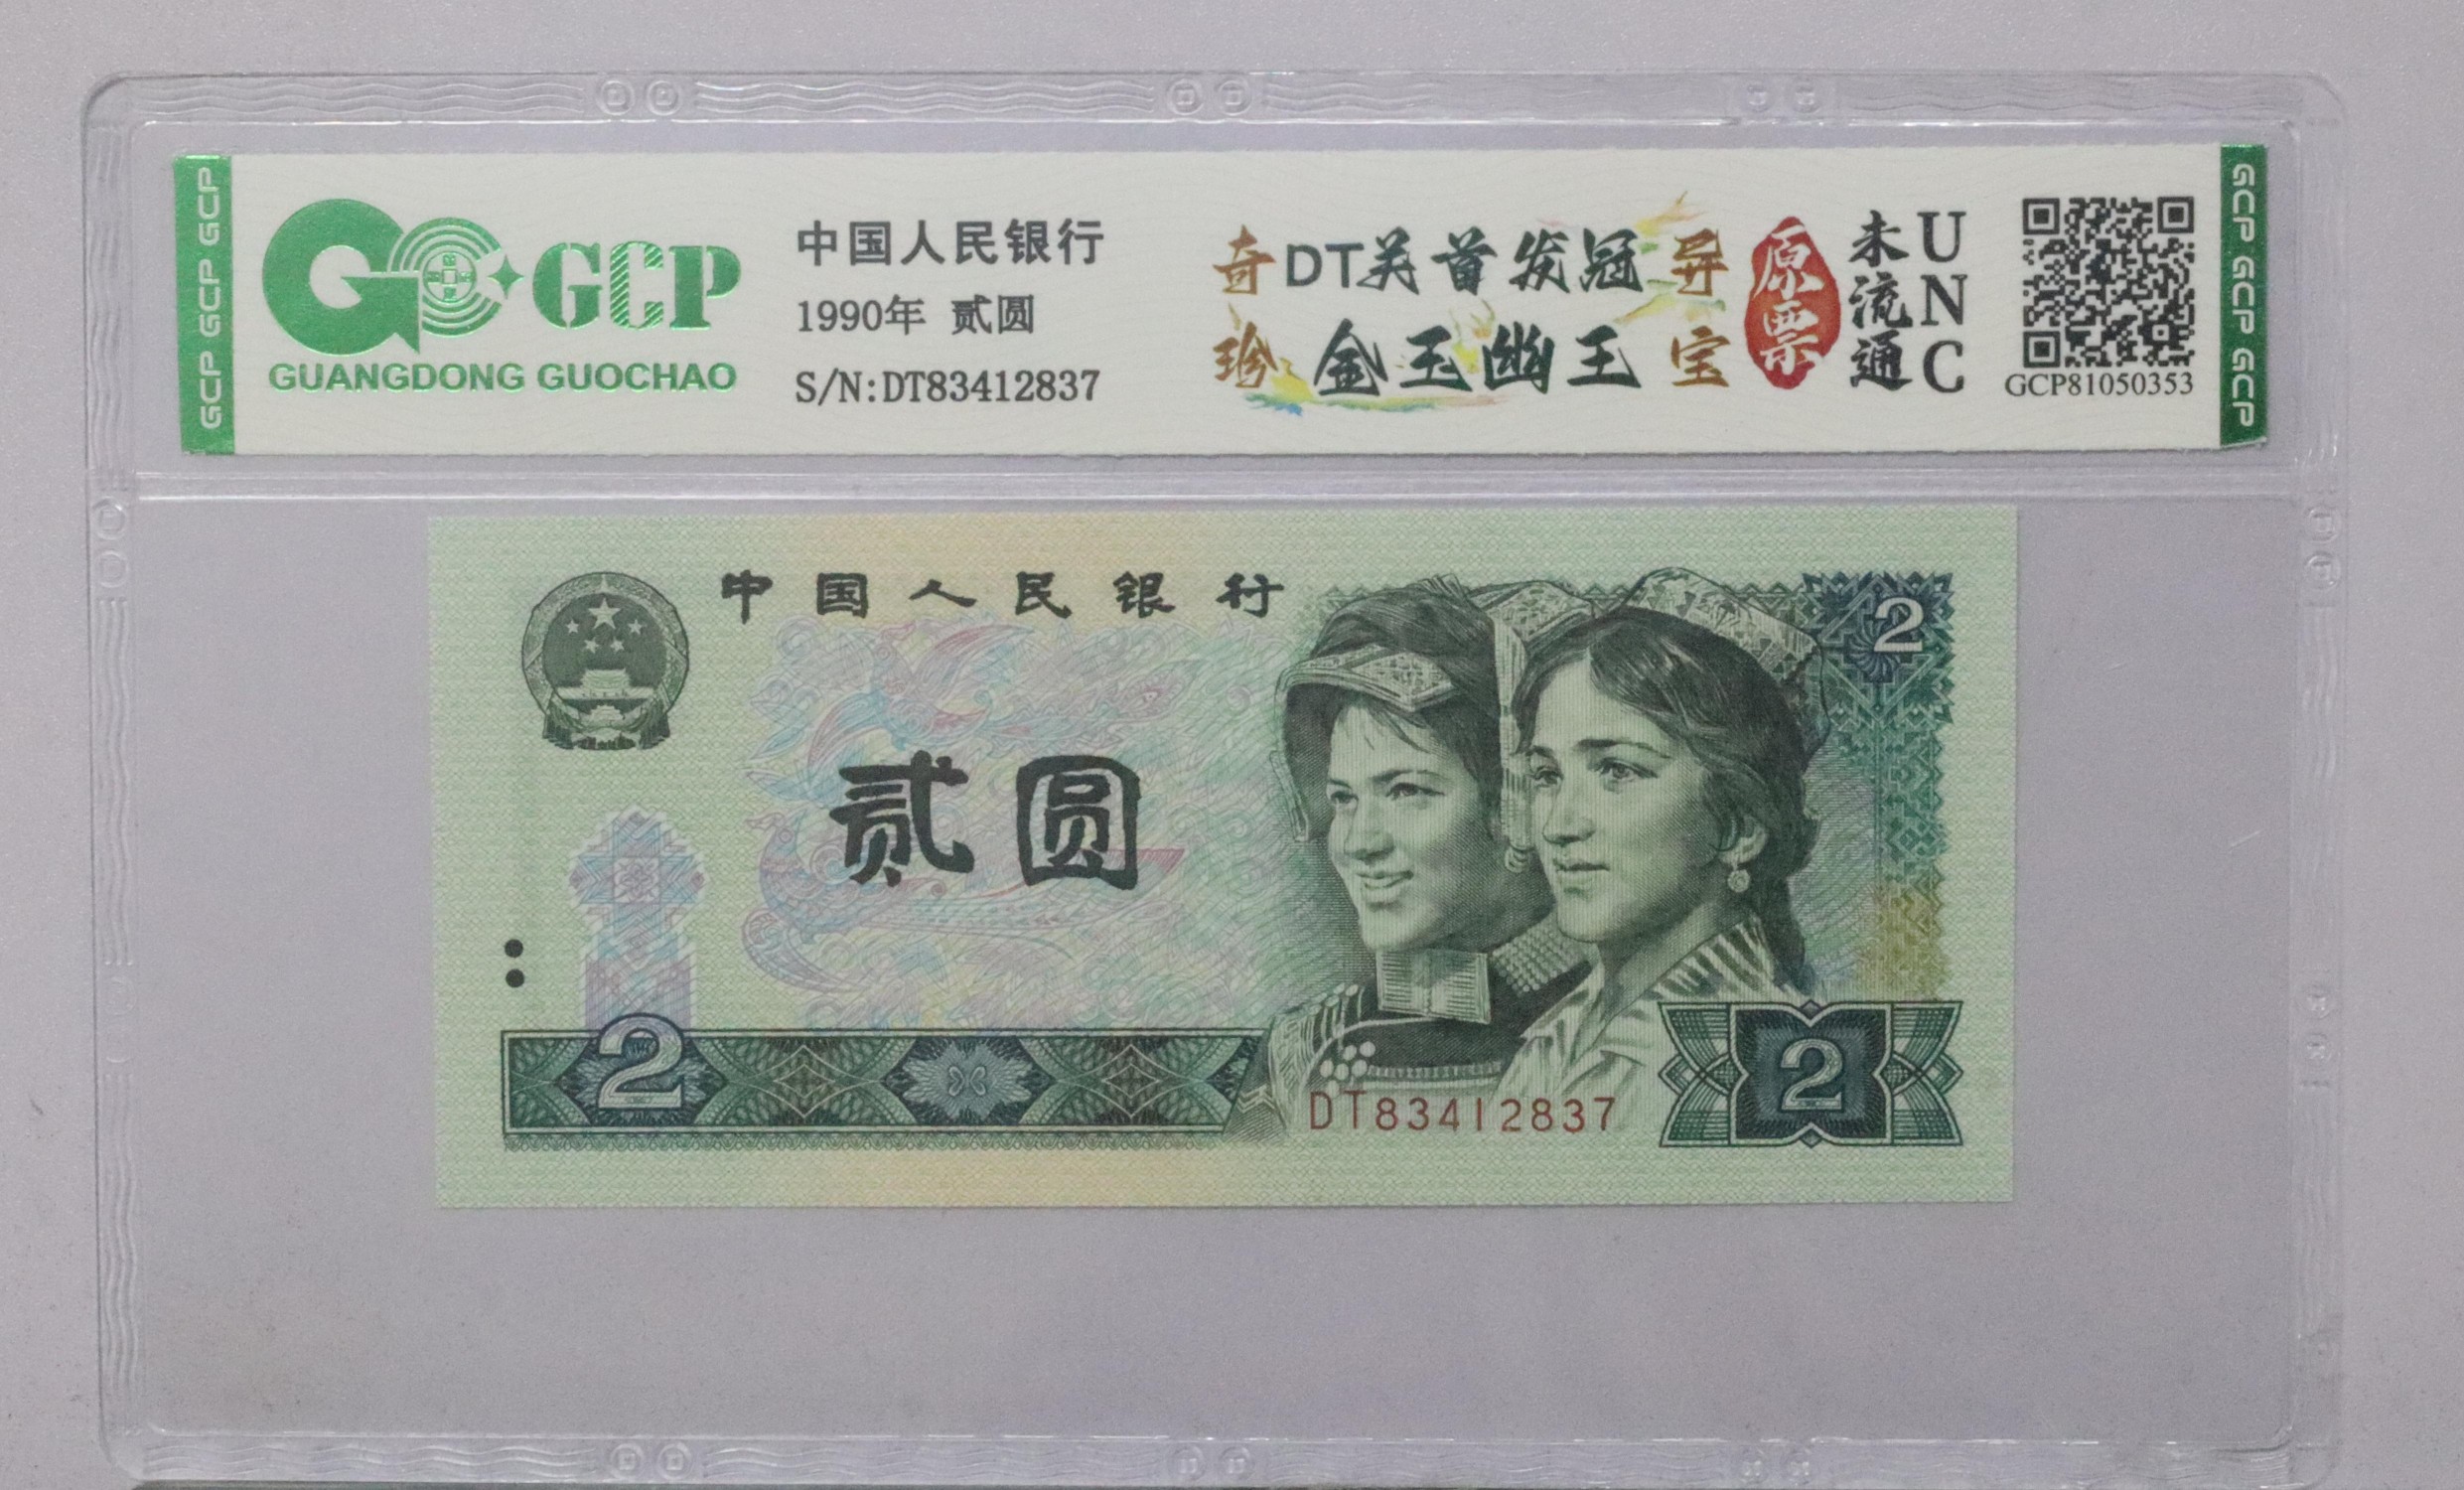 GCP GCP GCP
GCP
GUANGDONG GUOCHAO
中国人民银行
1990年 贰圆
S/N:DT83412837
奇DT关首发冠异
珍金玉幽王宝
原票
未流通
UNC
GCP81050353
GCP GCP GCP
中国人民银行
2
贰圆
2
DT83412837
2